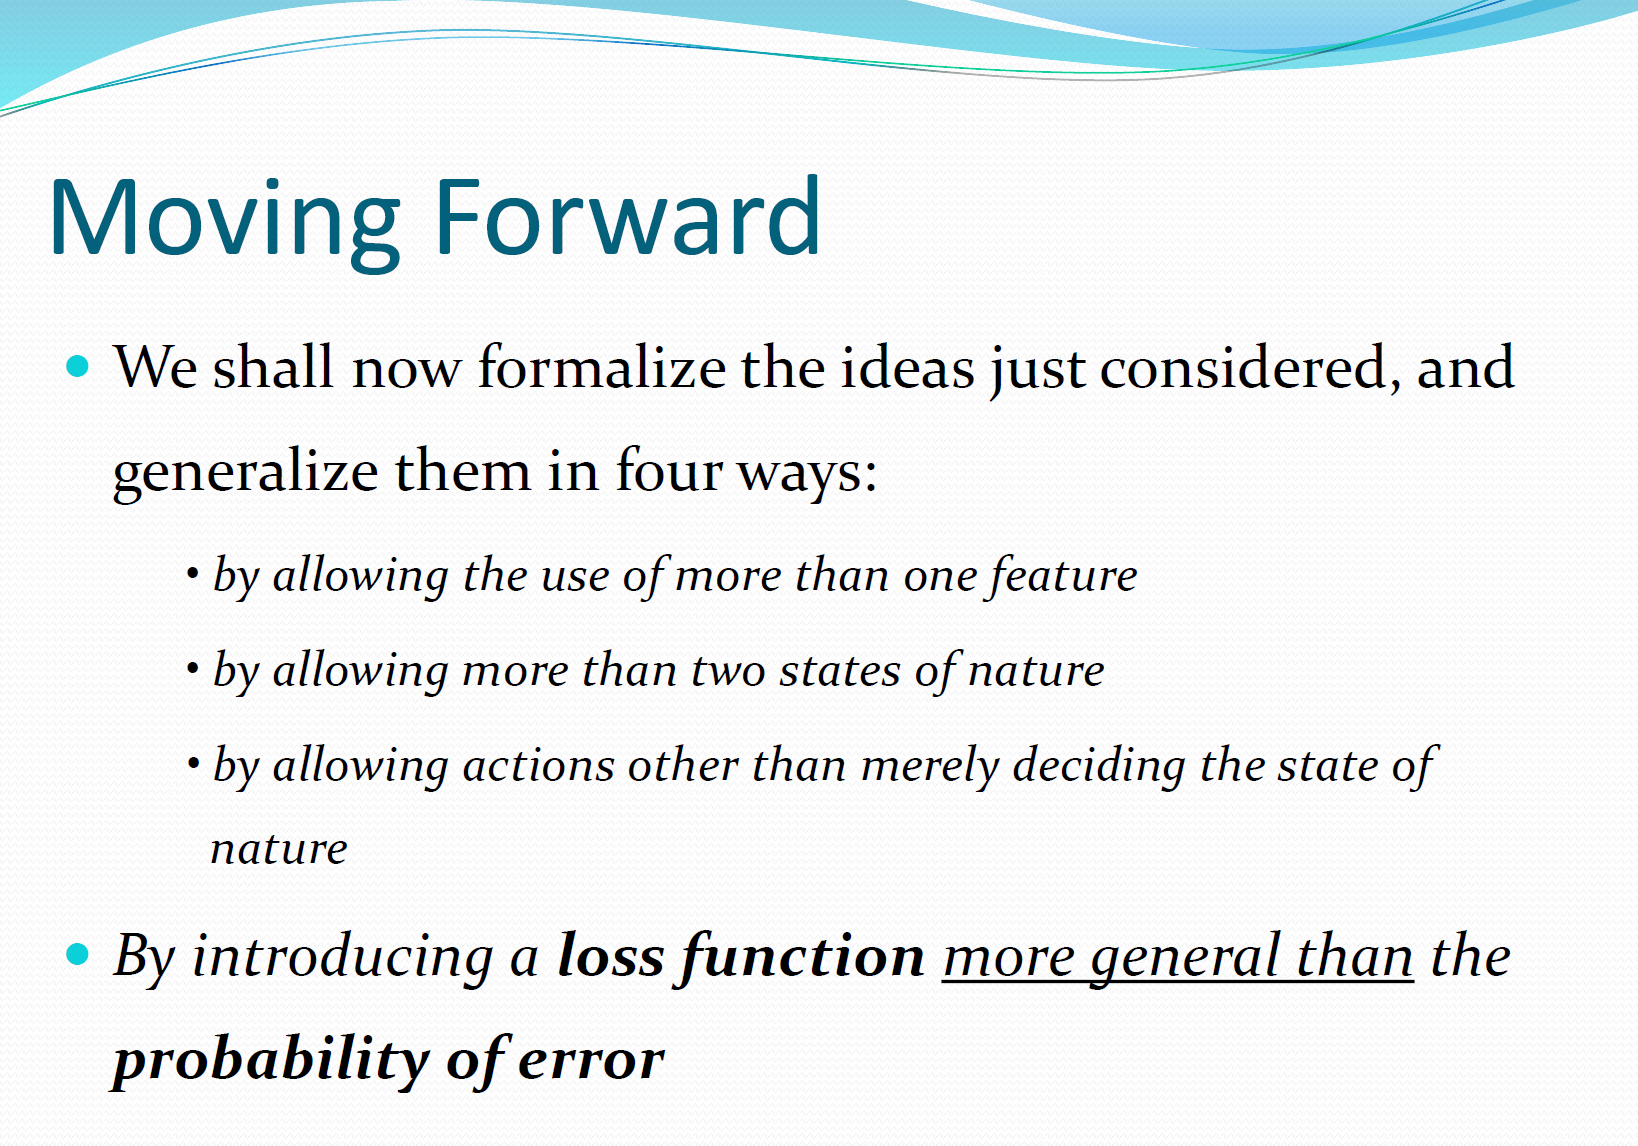 Moving Forward
• We shall now formalize the ideas just considered, and
generalize them in four ways:
• by allowing the use of more than one feature
• by allowing more than two states of nature
• by allowing actions other than merely deciding the state of
nature
• By introducing a loss function more general than the
probability of error